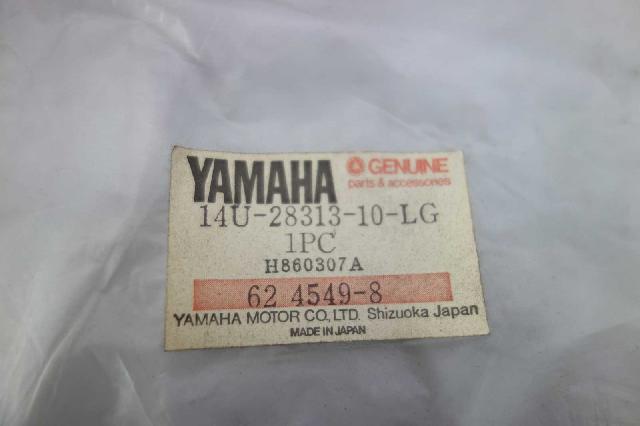 YAMAHA GENUINE
parts & accessories
14U-28313-10-LG
1PC
H860307A
62 4549-8
YAMAHA MOTOR CO., LTD. Shizuoka Japan
MADE IN JAPAN